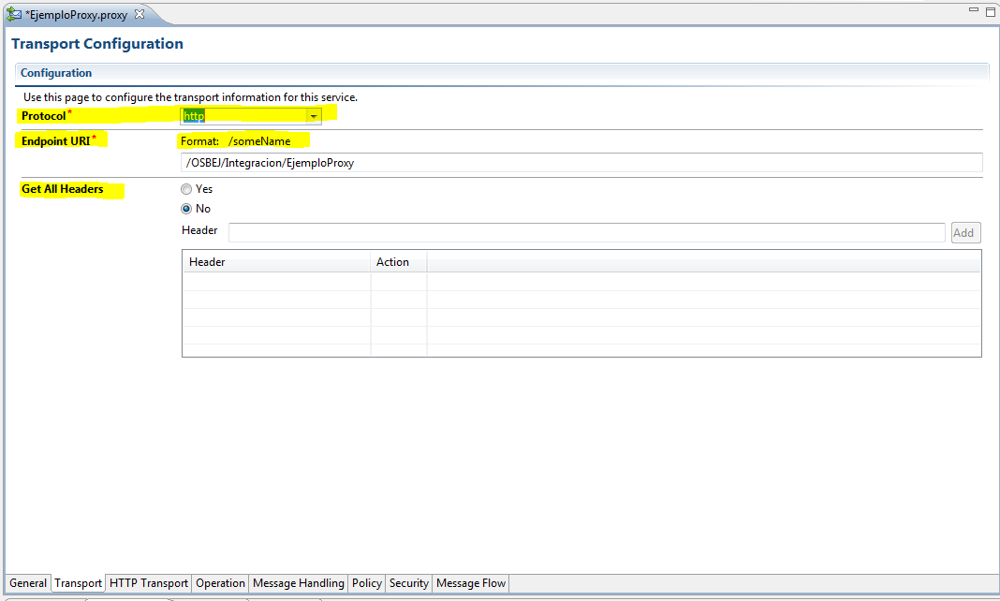 *EjemploProxy.proxy
Transport Configuration
Configuration
Use this page to configure the transport information for this service.
Protocol* http
Endpoint URI* Format: /someName
/OSBEJ/Integracion/EjemploProxy
Get All Headers Yes
No
Header Add
Header Action
General Transport HTTP Transport Operation Message Handling Policy Security Message Flow